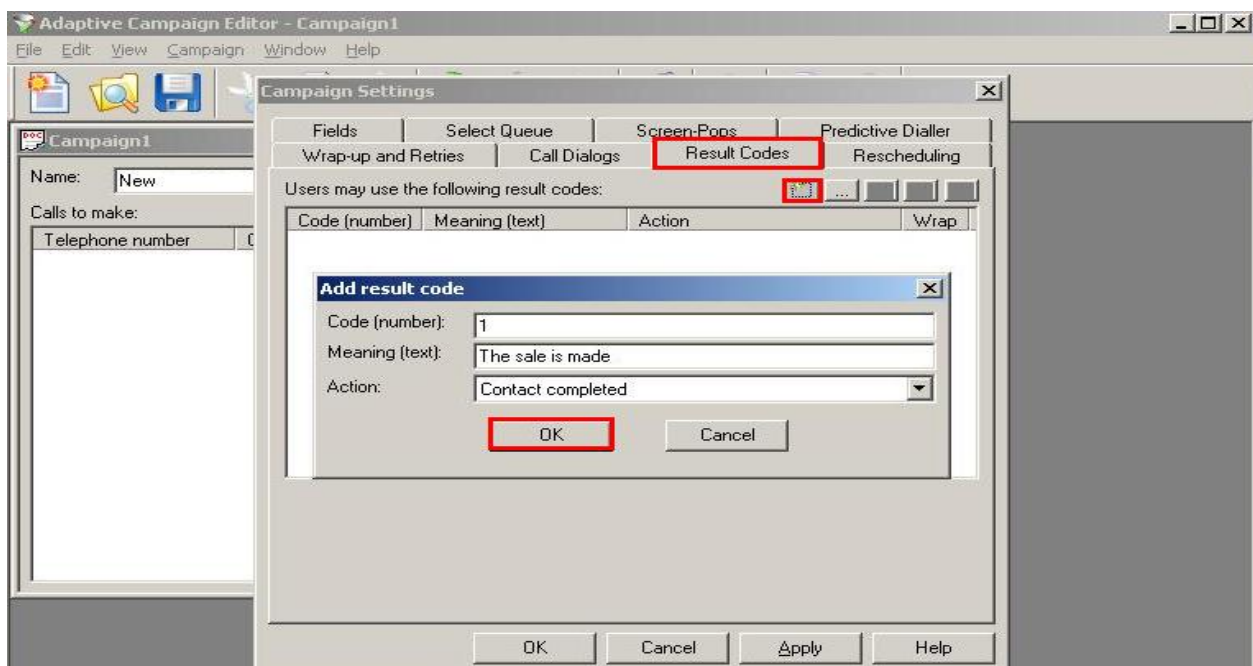 Adaptive Campaign Editor - Campaign1
File Edit View Campaign Window Help
Campaign Settings
Fields Select Queue Screen-Pops Predictive Dialler
Wrap-up and Retries Call Dialogs Result Codes Rescheduling
DOC Campaign1
Name: New
Calls to make:
Telephone number
Users may use the following result codes:
...
Code (number) Meaning (text) Action Wrap
Add result code
Code (number): 1
Meaning (text): The sale is made
Action: Contact completed
OK Cancel
OK Cancel Apply Help